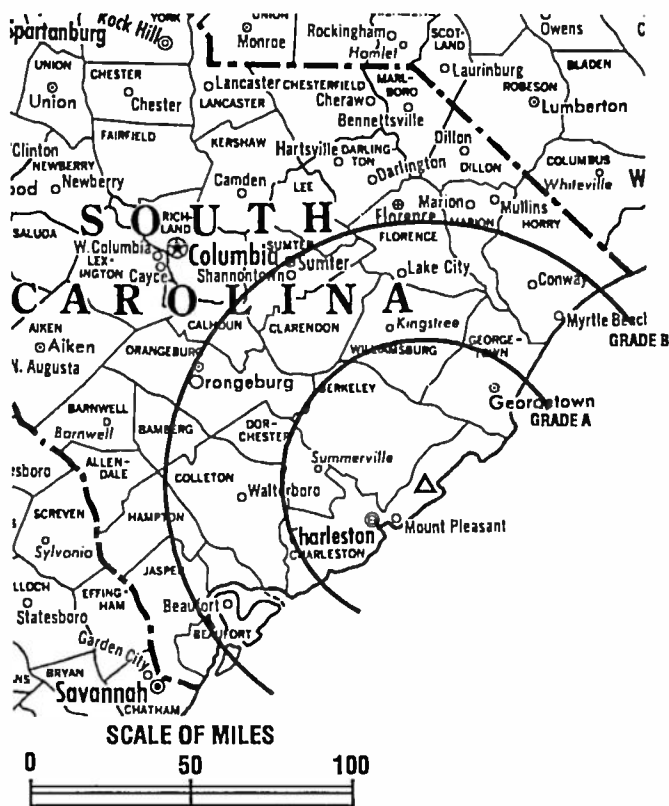 Spartanburg Rock Hill YORK UNION Monroe Rockingham Hamlet SCOT-LAND Owens
UNION CHESTER Lancaster CHESTERFIELD MARL-BORO Laurinburg BLADEN
Union Chester LANCASTER Cheraw Bennettsville ROBESON Lumberton
FAIRFIELD KERSHAW Hartsville DARLING-TON Dillon
Clinton NEWBERRY Newberry Camden LEE Darlington DILLON COLUMBUS Whiteville
SOUTH RICH-LAND Florence Marion MARION Mullins HORRY
SALUDA W. Columbia Columbia SUMTER FLORENCE
LEX-INGTON Cayce Shannontown Sumter Lake City Conway
CAROLINA
AIKEN CALHOUN CLARENDON Kingstree GEORGE-TOWN Myrtle Beach
Aiken ORANGEBURG WILLIAMSBURG GRADE B
N. Augusta Orangeburg BERKELEY Georgetown
BARNWELL Barnwell BAMBERG DOR-CHESTER GRADE A
ALLEN-DALE COLLETON Summerville
SCREVEN HAMPTON Walterboro
Sylvania Charleston Mount Pleasant
JASPER CHARLESTON
EFFING-HAM Beaufort
Statesboro BEAUFORT
Garden City
BRYAN Savannah
CHATHAM
SCALE OF MILES
0 50 100